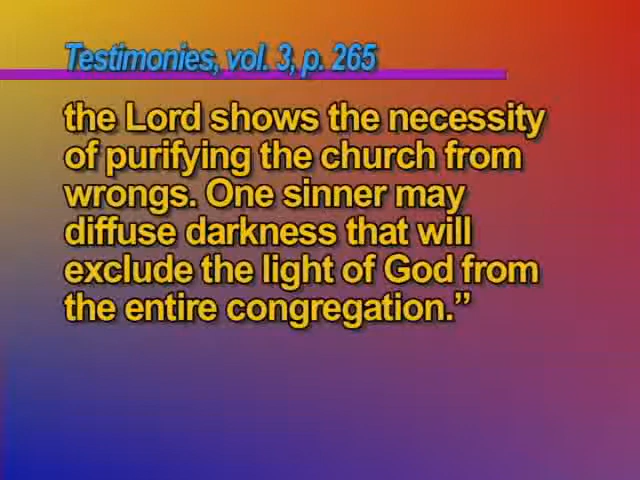 Testimonies, vol. 3, p. 265
the Lord shows the necessity
of purifying the church from
wrongs. One sinner may
diffuse darkness that will
exclude the light of God from
the entire congregation.”